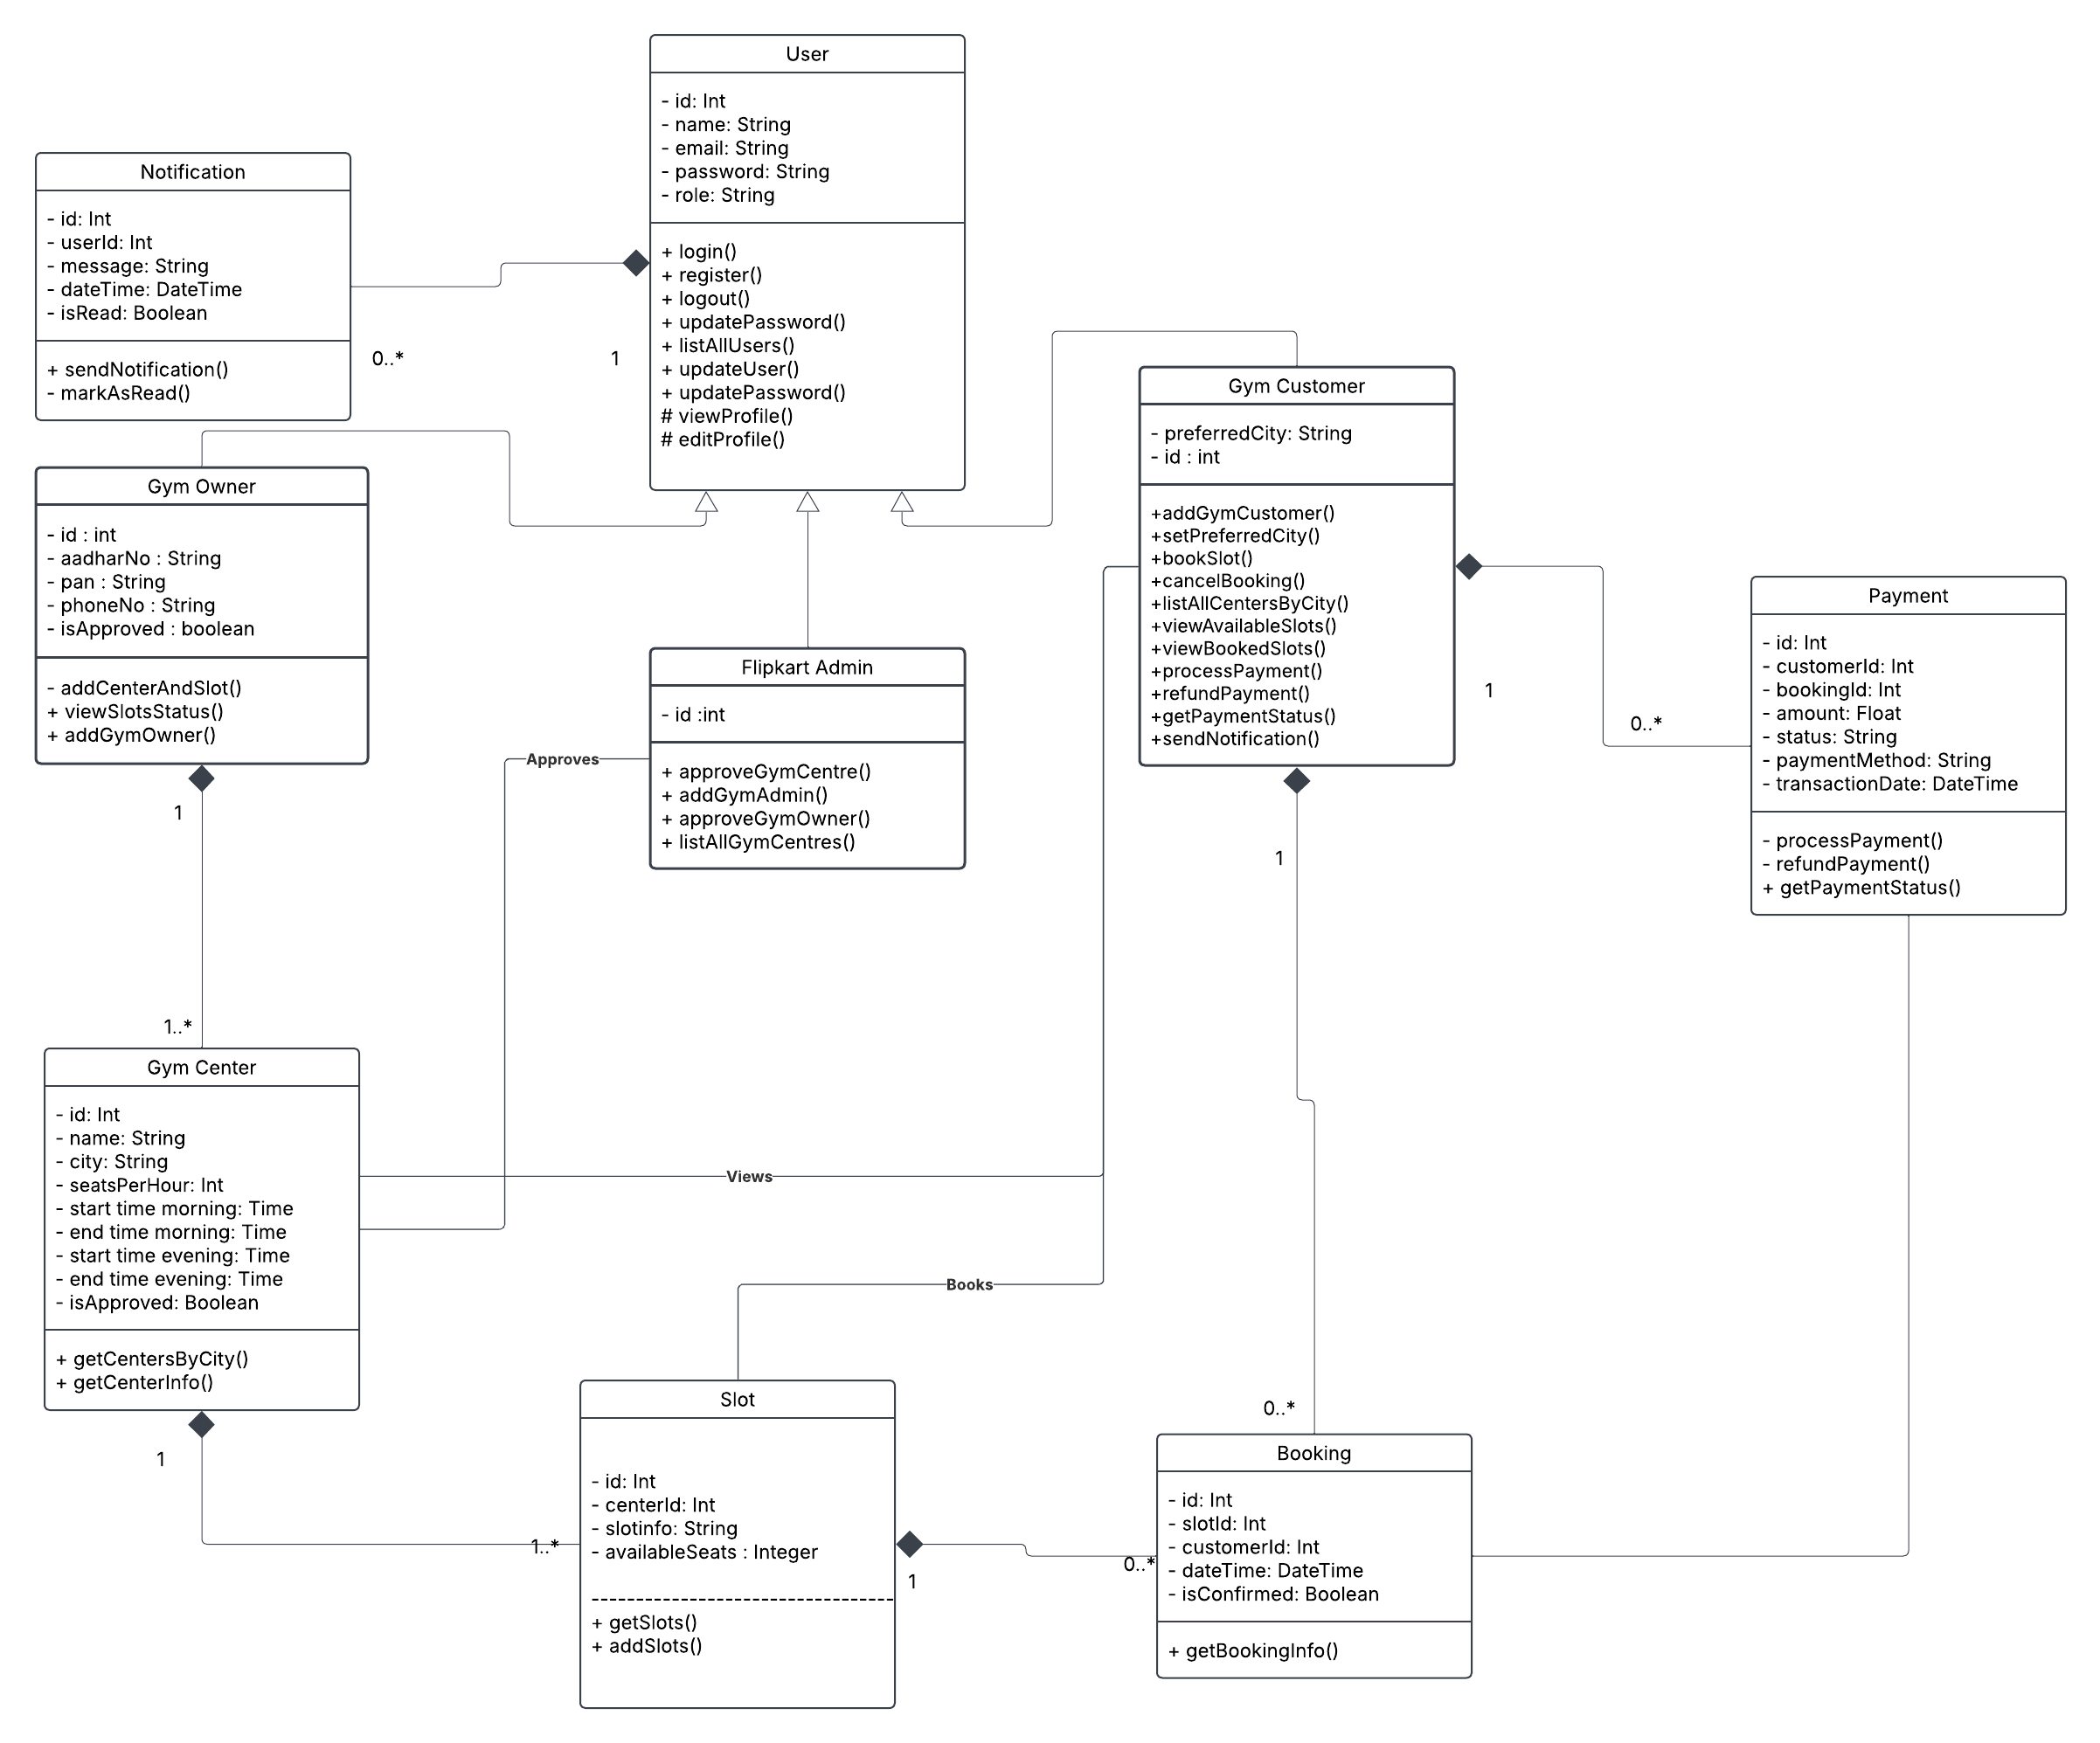 User
- id: Int
- name: String
- email: String
- password: String
- role: String
+ login()
+ register()
+ logout()
+ updatePassword()
+ listAllUsers()
+ updateUser()
+ updatePassword()
# viewProfile()
# editProfile()
Notification
- id: Int
- userId: Int
- message: String
- dateTime: DateTime
- isRead: Boolean
+ sendNotification()
- markAsRead()
0..*
1
Gym Customer
- preferredCity: String
- id : int
+addGymCustomer()
+setPreferredCity()
+bookSlot()
+cancelBooking()
+listAllCentersByCity()
+viewAvailableSlots()
+viewBookedSlots()
+processPayment()
+refundPayment()
+getPaymentStatus()
+sendNotification()
Gym Owner
- id : int
- aadharNo : String
- pan : String
- phoneNo : String
- isApproved : boolean
- addCenterAndSlot()
+ viewSlotsStatus()
+ addGymOwner()
Flipkart Admin
- id :int
+ approveGymCentre()
+ addGymAdmin()
+ approveGymOwner()
+ listAllGymCentres()
Approves
Payment
- id: Int
- customerId: Int
- bookingId: Int
- amount: Float
- status: String
- paymentMethod: String
- transactionDate: DateTime
- processPayment()
- refundPayment()
+ getPaymentStatus()
1
0..*
1
1
1..*
Gym Center
- id: Int
- name: String
- city: String
- seatsPerHour: Int
- start time morning: Time
- end time morning: Time
- start time evening: Time
- end time evening: Time
- isApproved: Boolean
+ getCentersByCity()
+ getCenterInfo()
Views
Books
1
1..*
Slot
- id: Int
- centerId: Int
- slotinfo: String
- availableSeats : Integer
----------------------------------
+ getSlots()
+ addSlots()
1
0..*
0..*
Booking
- id: Int
- slotId: Int
- customerId: Int
- dateTime: DateTime
- isConfirmed: Boolean
+ getBookingInfo()